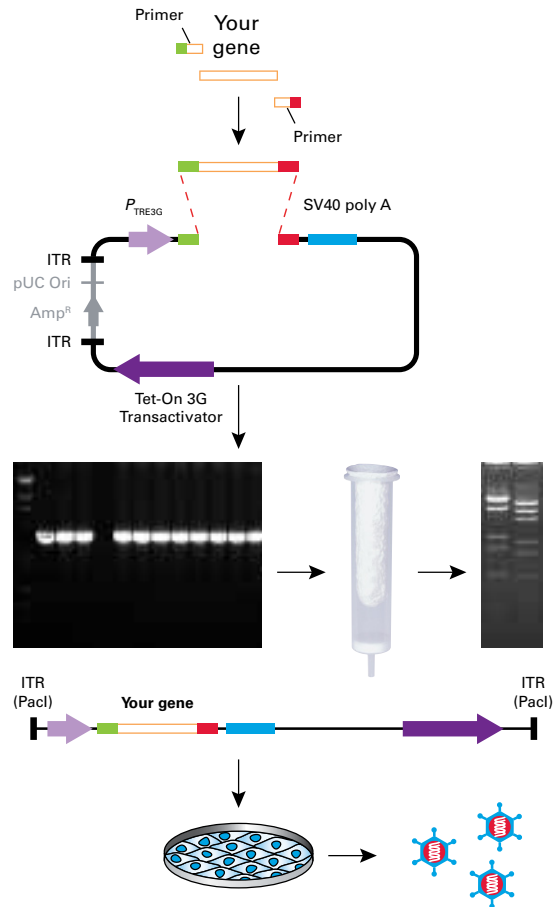 Primer
Your
gene
Primer
P TRE3G
SV40 poly A
ITR
pUC Ori
Amp^R
ITR
Tet-On 3G
Transactivator
ITR
(PacI)
Your gene
ITR
(PacI)